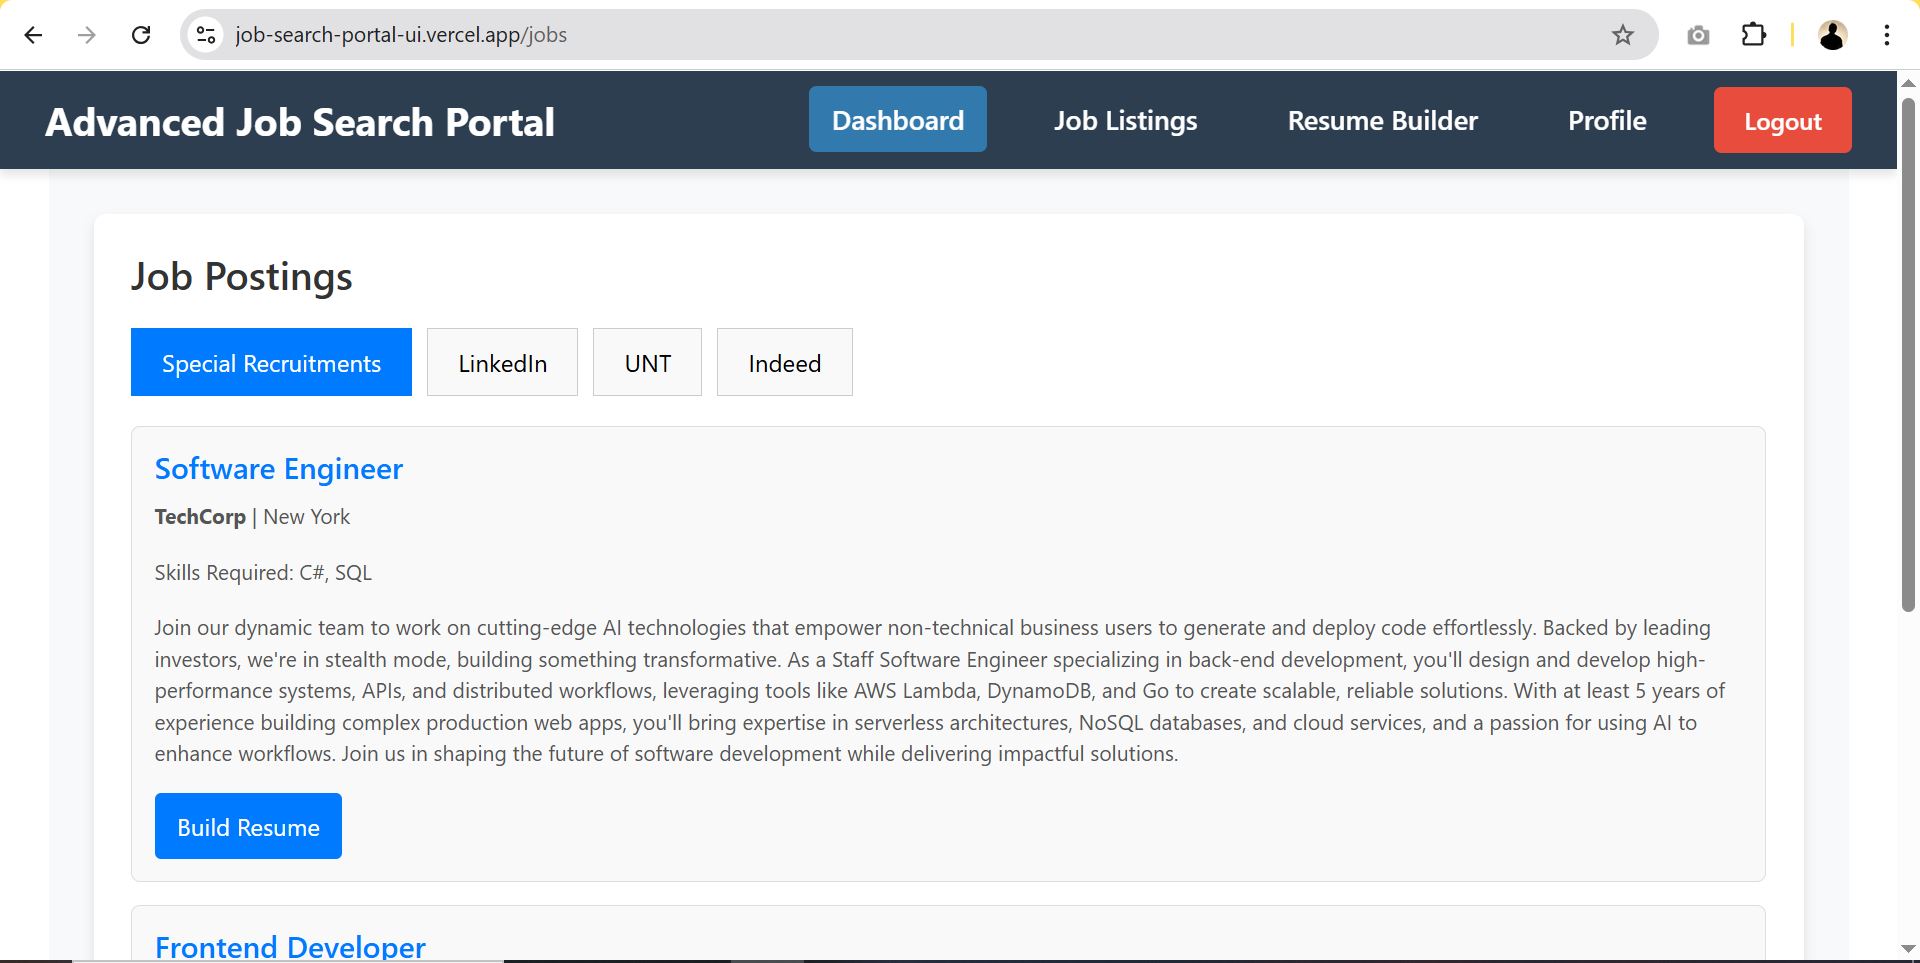 job-search-portal-ui.vercel.app/jobs
Advanced Job Search Portal
Dashboard
Job Listings
Resume Builder
Profile
Logout
Job Postings
Special Recruitments
LinkedIn
UNT
Indeed
Software Engineer
TechCorp | New York
Skills Required: C#, SQL
Join our dynamic team to work on cutting-edge AI technologies that empower non-technical business users to generate and deploy code effortlessly. Backed by leading
investors, we're in stealth mode, building something transformative. As a Staff Software Engineer specializing in back-end development, you'll design and develop high-
performance systems, APIs, and distributed workflows, leveraging tools like AWS Lambda, DynamoDB, and Go to create scalable, reliable solutions. With at least 5 years of
experience building complex production web apps, you'll bring expertise in serverless architectures, NoSQL databases, and cloud services, and a passion for using AI to
enhance workflows. Join us in shaping the future of software development while delivering impactful solutions.
Build Resume
Frontend Developer